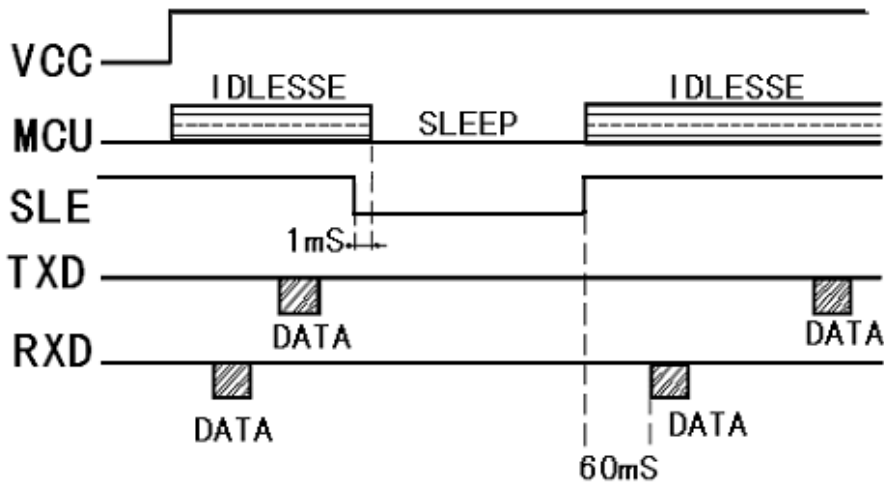 VCC
IDLESSE IDLESSE
MCU SLEEP
SLE
1mS
TXD
DATA DATA
RXD
DATA DATA
60mS